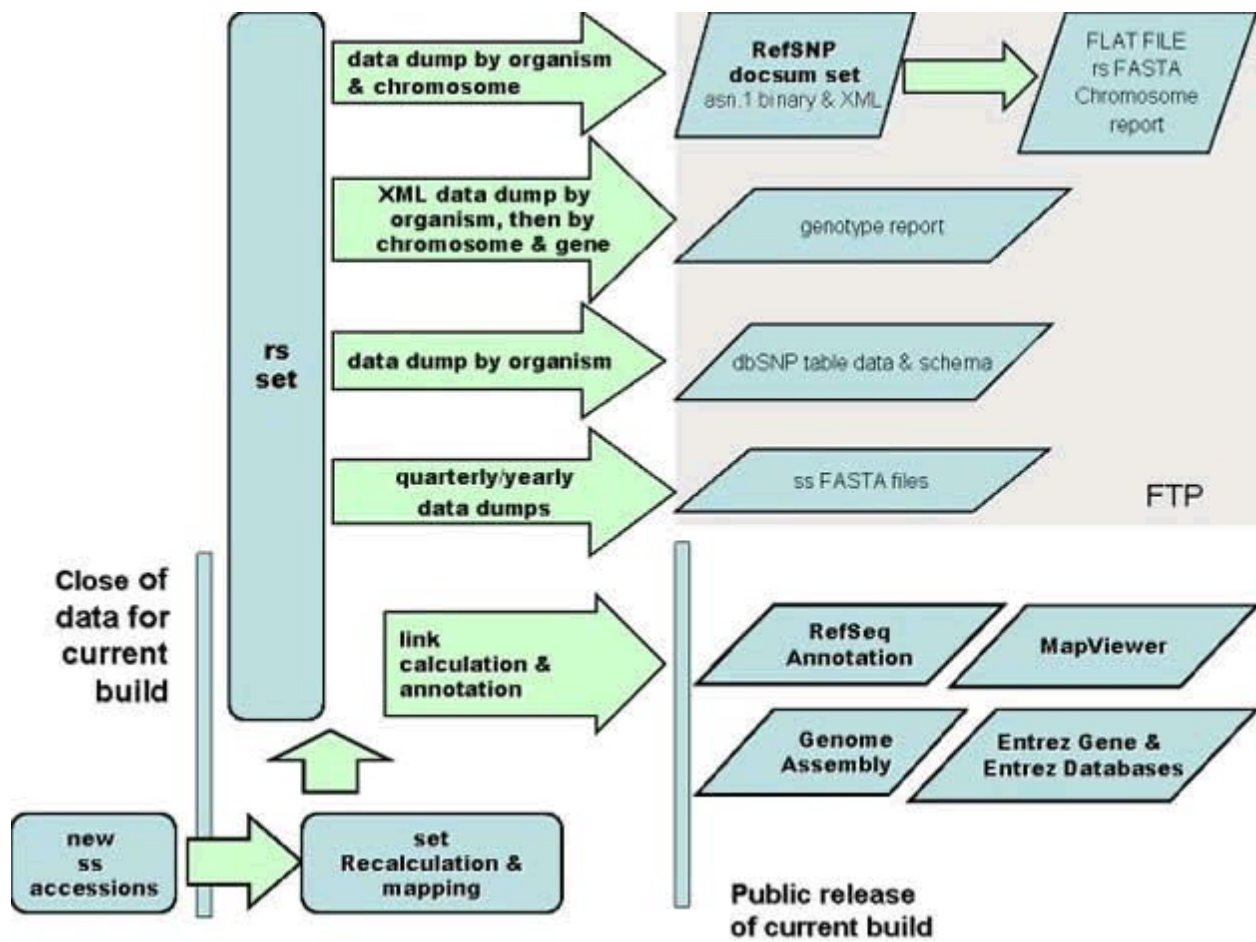 data dump by organism
& chromosome
RefSNP
docsum set
asn.1 binary & XML
FLAT FILE
rs FASTA
Chromosome
report
XML data dump by
organism, then by
chromosome & gene
genotype report
rs
set
data dump by organism
dbSNP table data & schema
quarterly/yearly
data dumps
ss FASTA files
FTP
Close of
data for
current
build
link
calculation &
annotation
RefSeq
Annotation
MapViewer
Genome
Assembly
Entrez Gene &
Entrez Databases
new
ss
accessions
set
Recalculation &
mapping
Public release
of current build